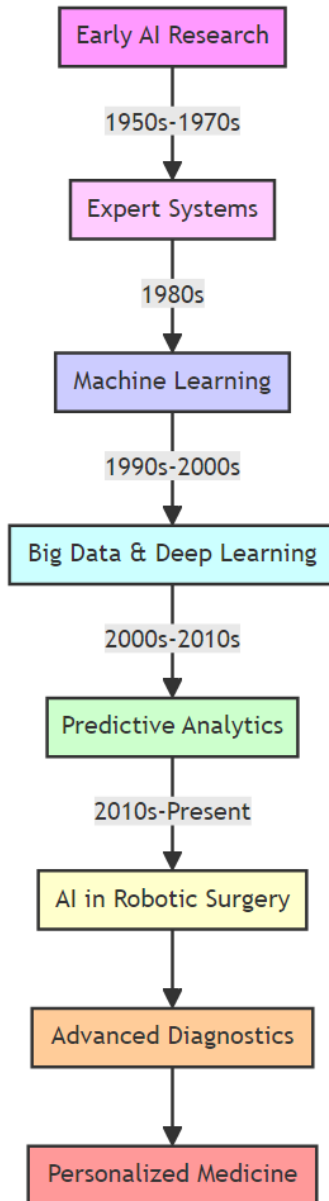 Early AI Research
1950s-1970s
Expert Systems
1980s
Machine Learning
1990s-2000s
Big Data & Deep Learning
2000s-2010s
Predictive Analytics
2010s-Present
AI in Robotic Surgery
Advanced Diagnostics
Personalized Medicine